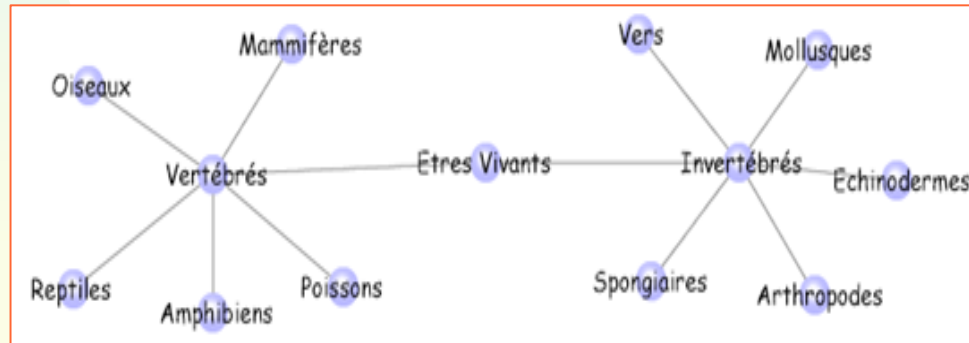 Mammifères
Vers
Mollusques
Oiseaux
Vertébrés
Etres Vivants
Invertébrés
Echinodermes
Reptiles
Amphibiens
Poissons
Spongiaires
Arthropodes